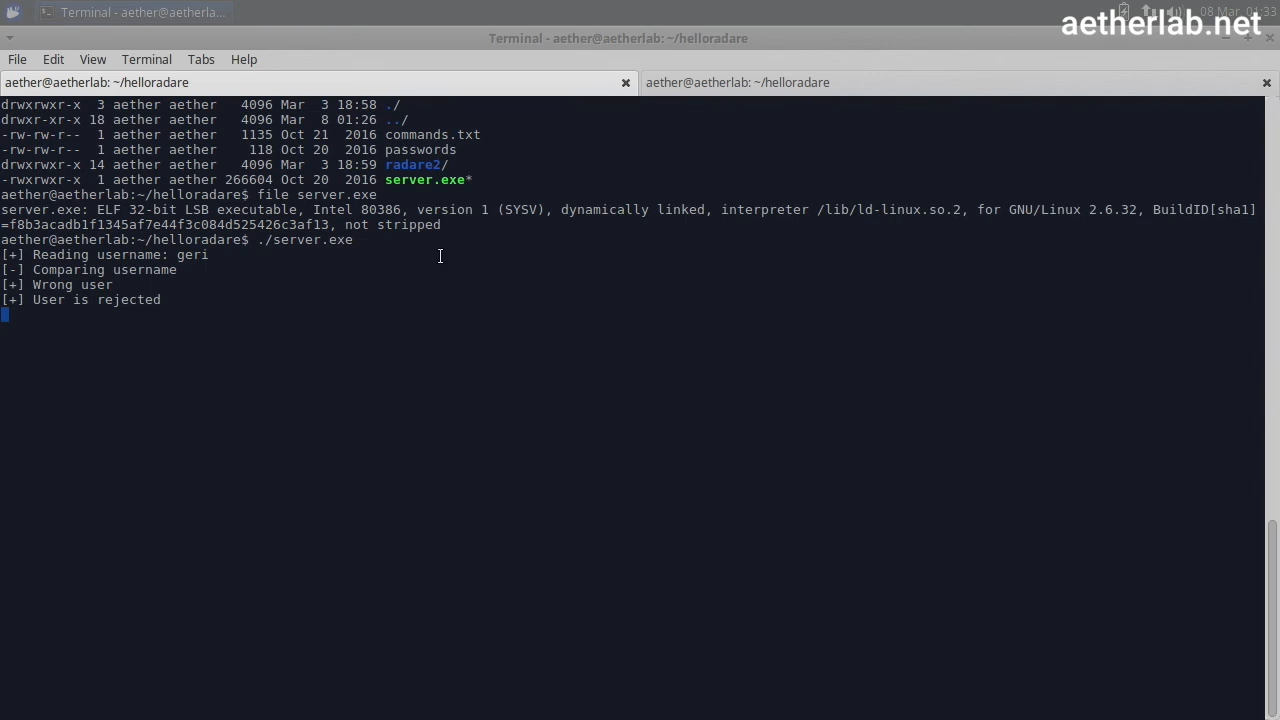 Terminal - aether@aetherla...
08 Mar, 01:33
aetherlab.net
Terminal - aether@aetherlab: ~/helloradare
File Edit View Terminal Tabs Help
aether@aetherlab: ~/helloradare
aether@aetherlab: ~/helloradare
drwxrwxr-x  3 aether aether   4096 Mar  3 18:58 ./
drwxr-xr-x 18 aether aether   4096 Mar  8 01:26 ../
-rw-rw-r--  1 aether aether   1135 Oct 21  2016 commands.txt
-rw-rw-r--  1 aether aether    118 Oct 20  2016 passwords
drwxrwxr-x 14 aether aether   4096 Mar  3 18:59 radare2/
-rwxrwxr-x  1 aether aether 266604 Oct 20  2016 server.exe*
aether@aetherlab:~/helloradare$ file server.exe
server.exe: ELF 32-bit LSB executable, Intel 80386, version 1 (SYSV), dynamically linked, interpreter /lib/ld-linux.so.2, for GNU/Linux 2.6.32, BuildID[sha1]
=f8b3acadb1f1345af7e44f3c084d525426c3af13, not stripped
aether@aetherlab:~/helloradare$ ./server.exe
[+] Reading username: geri
[-] Comparing username
[+] Wrong user
[+] User is rejected